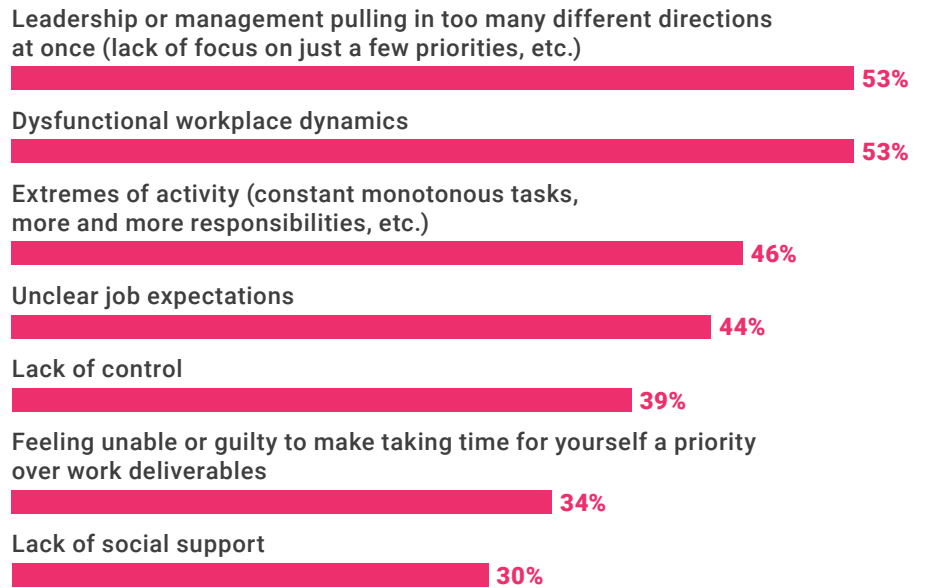 Leadership or management pulling in too many different directions
at once (lack of focus on just a few priorities, etc.)
53%
Dysfunctional workplace dynamics
53%
Extremes of activity (constant monotonous tasks,
more and more responsibilities, etc.)
46%
Unclear job expectations
44%
Lack of control
39%
Feeling unable or guilty to make taking time for yourself a priority
over work deliverables
34%
Lack of social support
30%